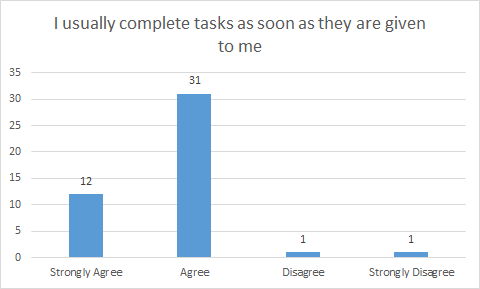 I usually complete tasks as soon as they are given
to me
35
30
25
20
15
10
5
0
12
31
1
1
Strongly Agree
Agree
Disagree
Strongly Disagree